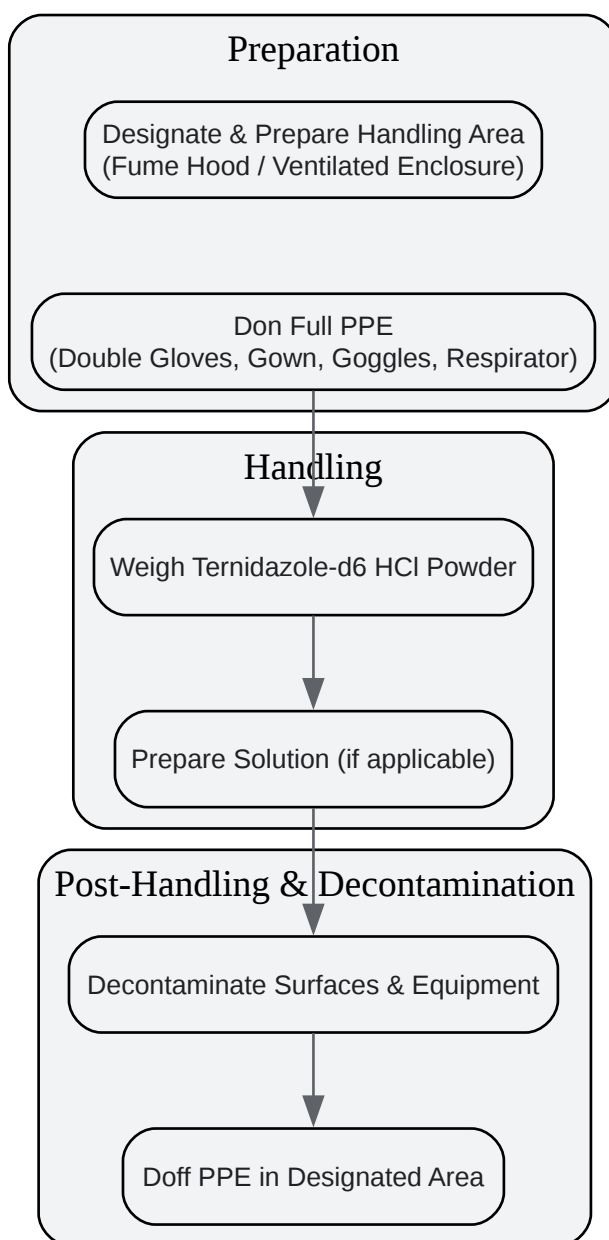 Preparation
Designate & Prepare Handling Area
(Fume Hood / Ventilated Enclosure)
Don Full PPE
(Double Gloves, Gown, Goggles, Respirator)
Handling
Weigh Ternidazole-d6 HCl Powder
Prepare Solution (if applicable)
Post-Handling & Decontamination
Decontaminate Surfaces & Equipment
Doff PPE in Designated Area